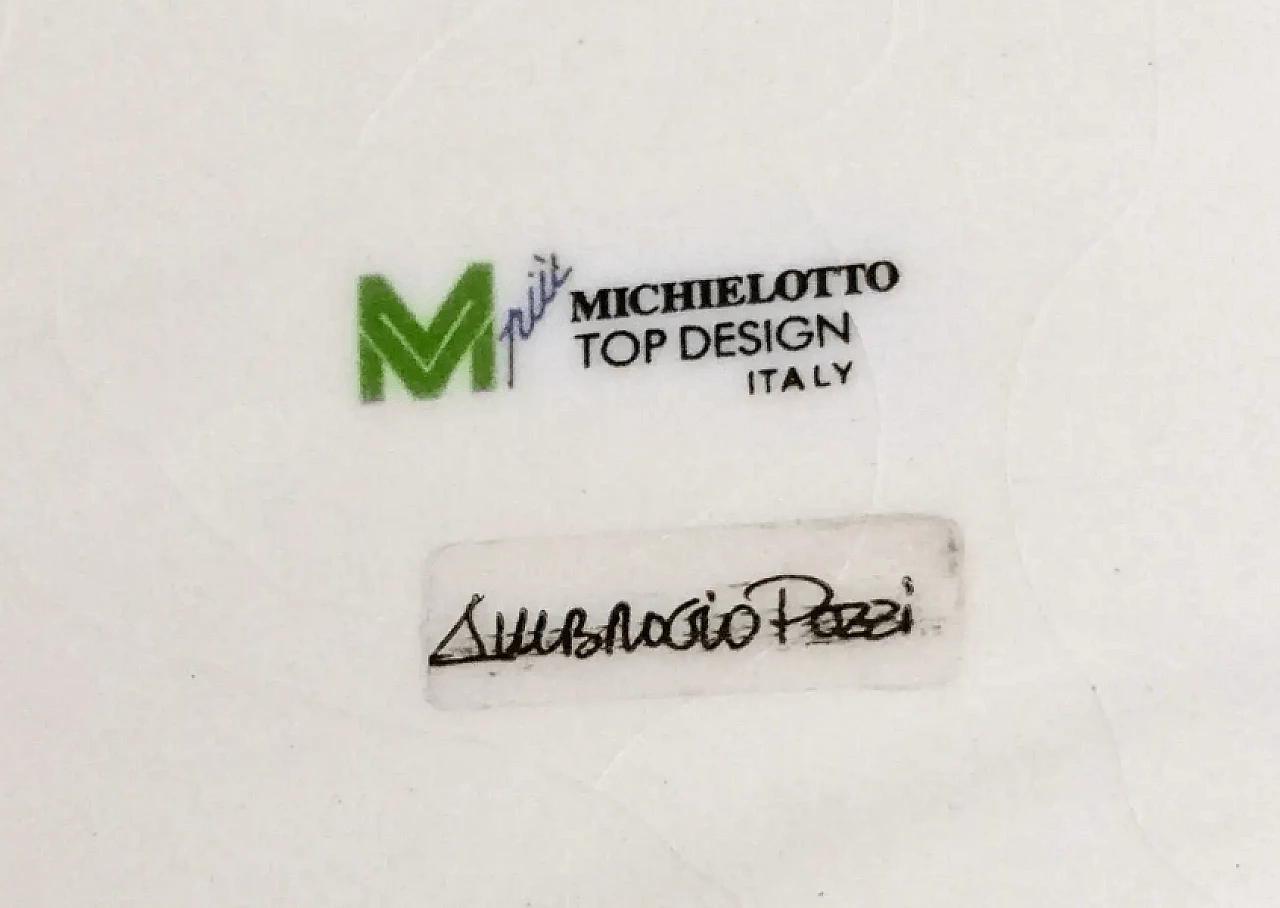 M più MICHIELOTTO
TOP DESIGN
ITALY
Ambrogio Pozzi